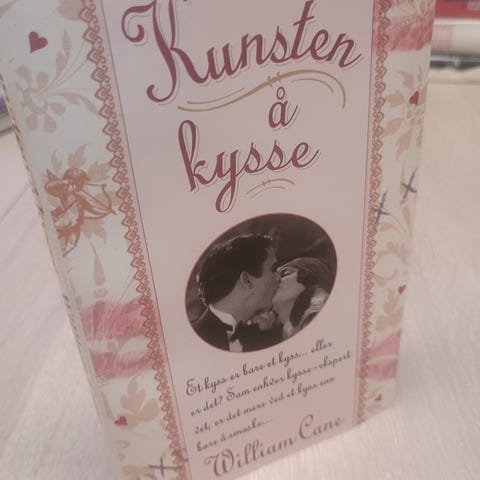 Kunsten
å
kysse
Et kyss er bare et kyss... eller
er det? Som enhver kysse-ekspert
vet, er det mere ved et kyss enn
bare å smaske...
William Cane